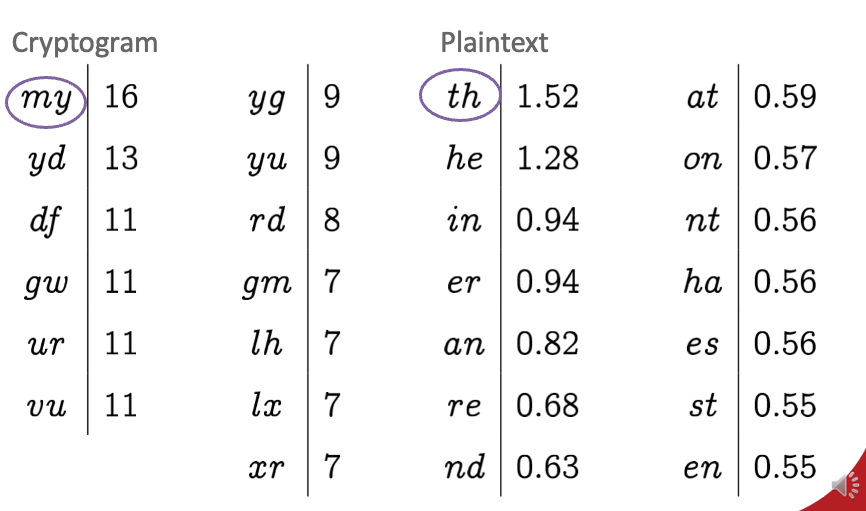 Cryptogram Plaintext
my 16 yg 9 th 1.52 at 0.59
yd 13 yu 9 he 1.28 on 0.57
df 11 rd 8 in 0.94 nt 0.56
gw 11 gm 7 er 0.94 ha 0.56
ur 11 lh 7 an 0.82 es 0.56
vu 11 lx 7 re 0.68 st 0.55
xr 7 nd 0.63 en 0.55